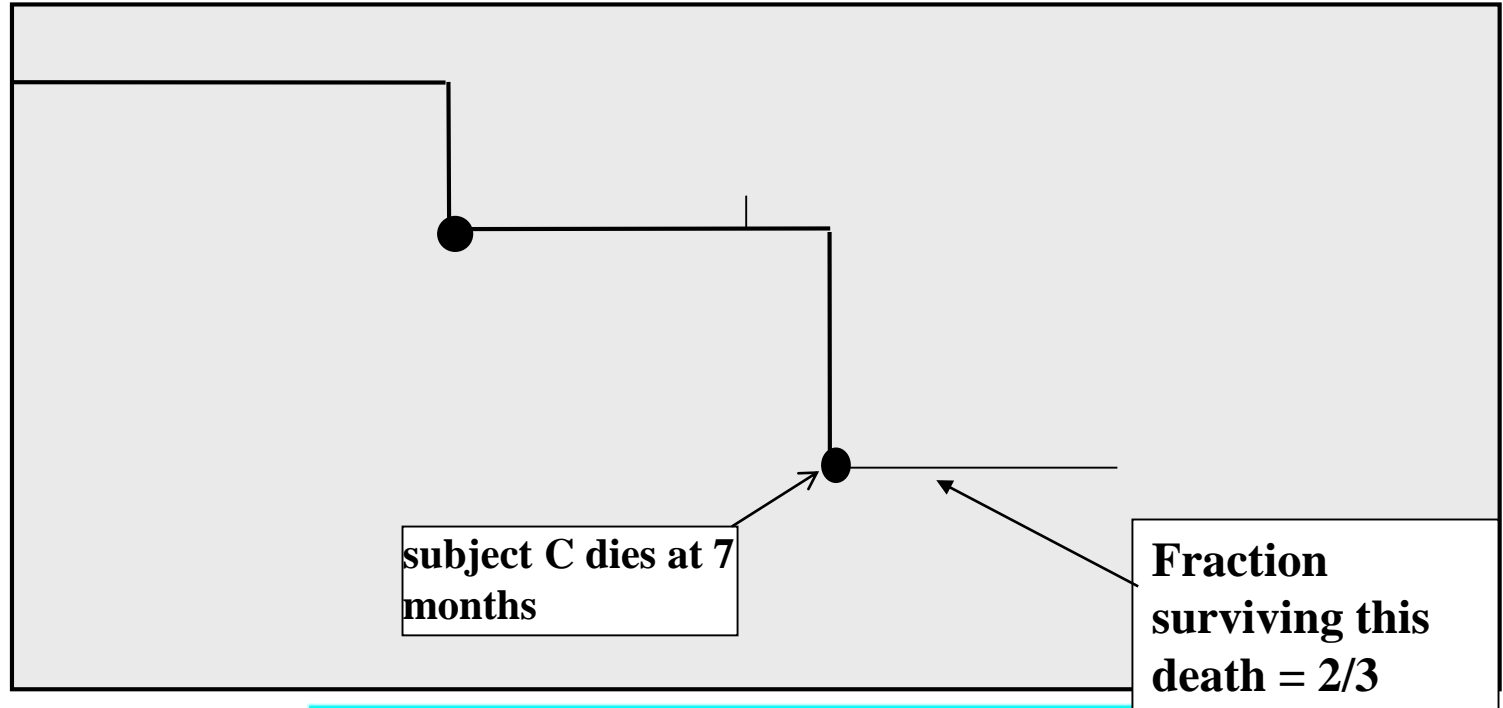 subject C dies at 7
months
Fraction
surviving this
death = 2/3